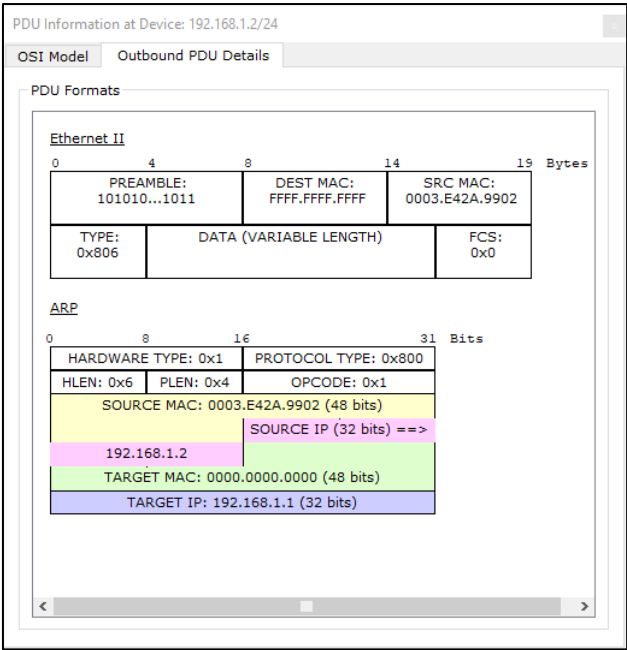 PDU Information at Device: 192.168.1.2/24
OSI Model Outbound PDU Details
PDU Formats
Ethernet II
0 4 8 14 19 Bytes
PREAMBLE: DEST MAC: SRC MAC:
101010...1011 FFFF.FFFF.FFFF 0003.E42A.9902
TYPE: DATA (VARIABLE LENGTH) FCS:
0x806 0x0
ARP
0 8 16 31 Bits
HARDWARE TYPE: 0x1 PROTOCOL TYPE: 0x800
HLEN: 0x6 PLEN: 0x4 OPCODE: 0x1
SOURCE MAC: 0003.E42A.9902 (48 bits)
SOURCE IP (32 bits) ==>
192.168.1.2
TARGET MAC: 0000.0000.0000 (48 bits)
TARGET IP: 192.168.1.1 (32 bits)